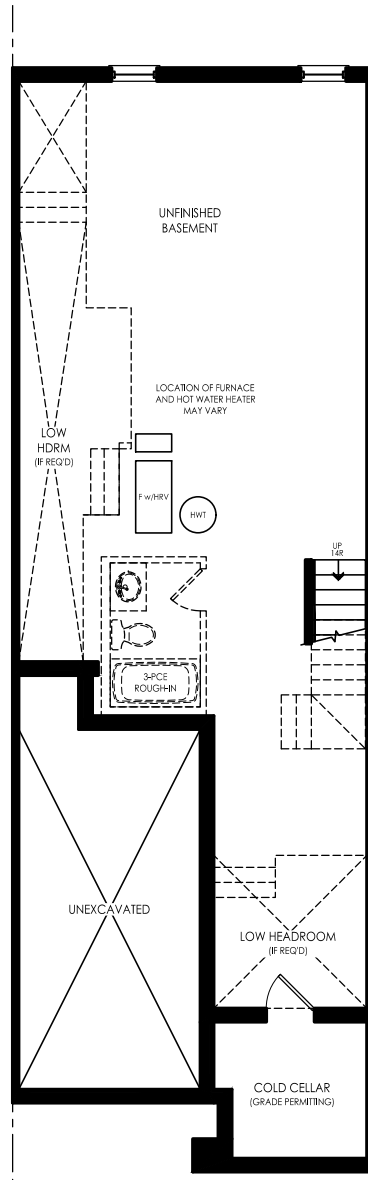 UNFINISHED
BASEMENT
LOCATION OF FURNACE
AND HOT WATER HEATER
MAY VARY
LOW
HDRM
(IF REQ'D)
F w/HRV
HWT
UP
14R
3-PCE
ROUGH-IN
UNEXCAVATED
LOW HEADROOM
(IF REQ'D)
COLD CELLAR
(GRADE PERMITTING)